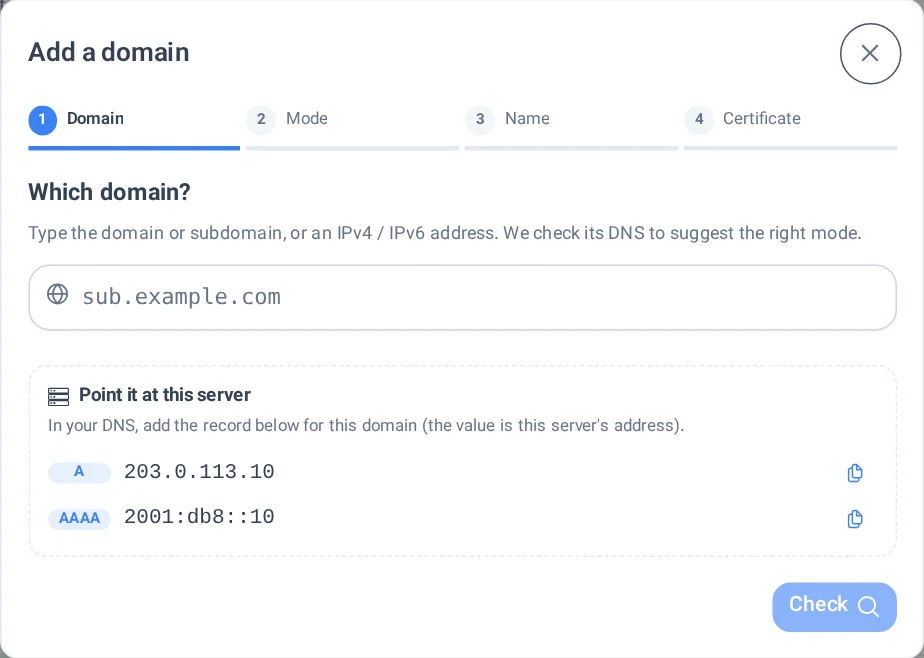 Add a domain
1 Domain
2 Mode
3 Name
4 Certificate
Which domain?
Type the domain or subdomain, or an IPv4 / IPv6 address. We check its DNS to suggest the right mode.
sub.example.com
Point it at this server
In your DNS, add the record below for this domain (the value is this server's address).
A 203.0.113.10
AAAA 2001:db8::10
Check